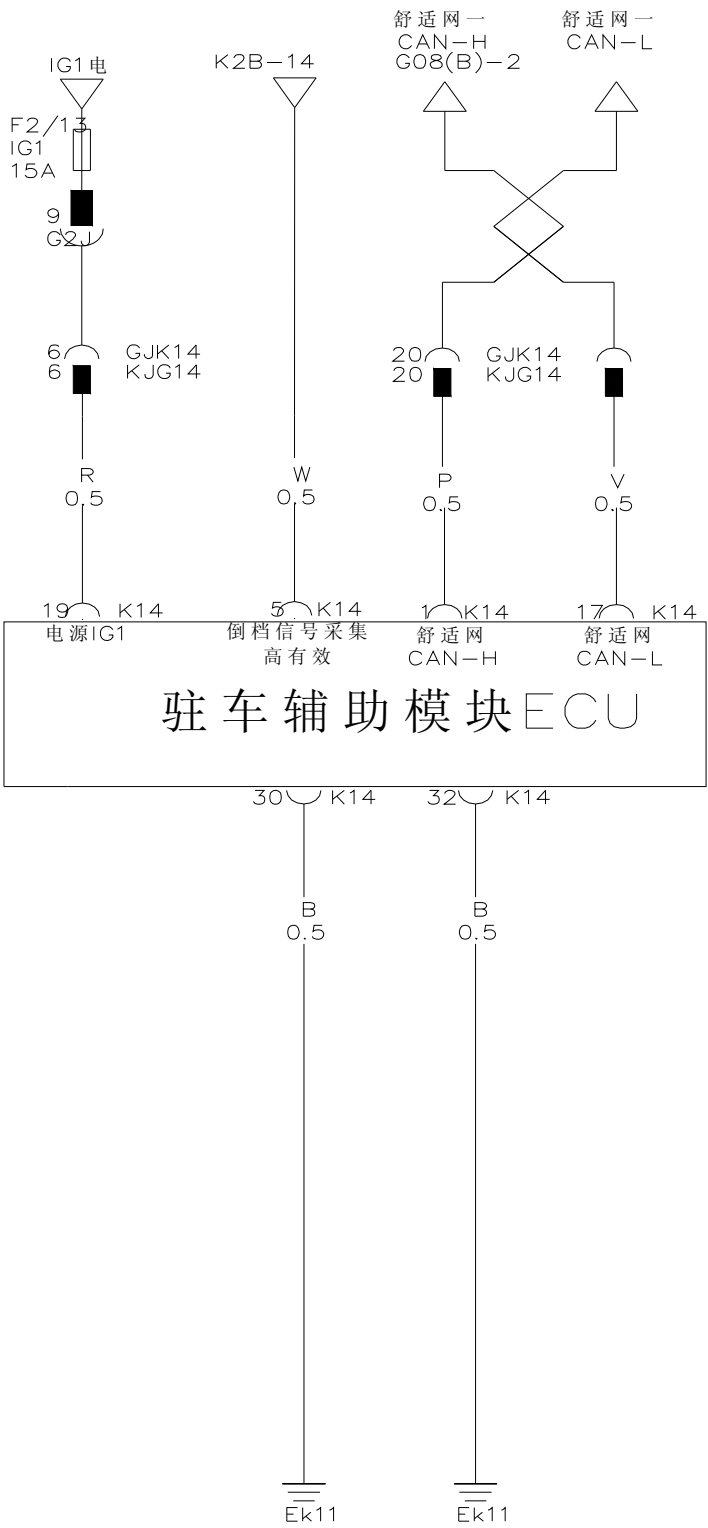 IG1电
F2/13
IG1
15A
9
G2J
6 GJK14
6 KJG14
R
0.5
19 K14
电源IG1
K2B-14
W
0.5
5 K14
倒档信号采集
高有效
舒适网一
CAN-H
G08(B)-2
舒适网一
CAN-L
20 GJK14
20 KJG14
P
0.5
V
0.5
1 K14
舒适网
CAN-H
17 K14
舒适网
CAN-L
驻车辅助模块ECU
30 K14
B
0.5
Ek11
32 K14
B
0.5
Ek11